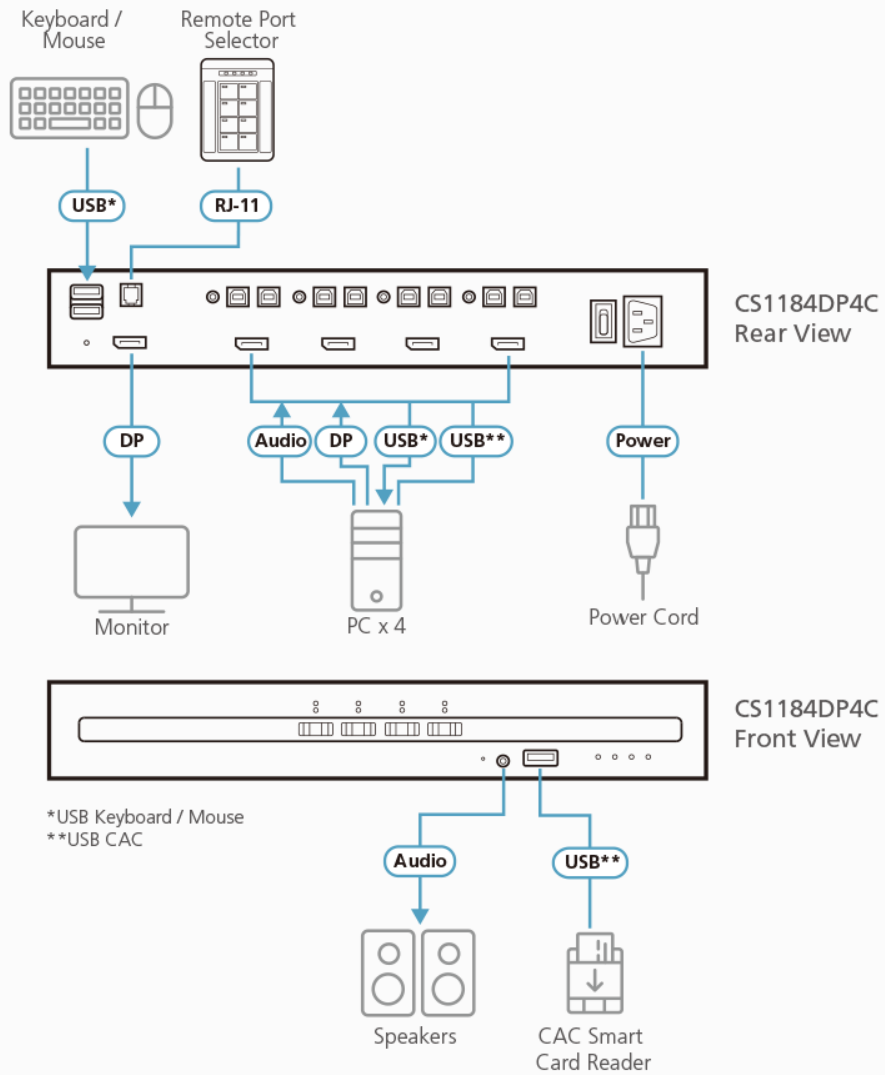 Keyboard /
Mouse
Remote Port
Selector
USB*
RJ-11
CS1184DP4C
Rear View
DP
Audio
DP
USB*
USB**
Power
Monitor
PC x 4
Power Cord
CS1184DP4C
Front View
*USB Keyboard / Mouse
**USB CAC
Audio
USB**
Speakers
CAC Smart
Card Reader